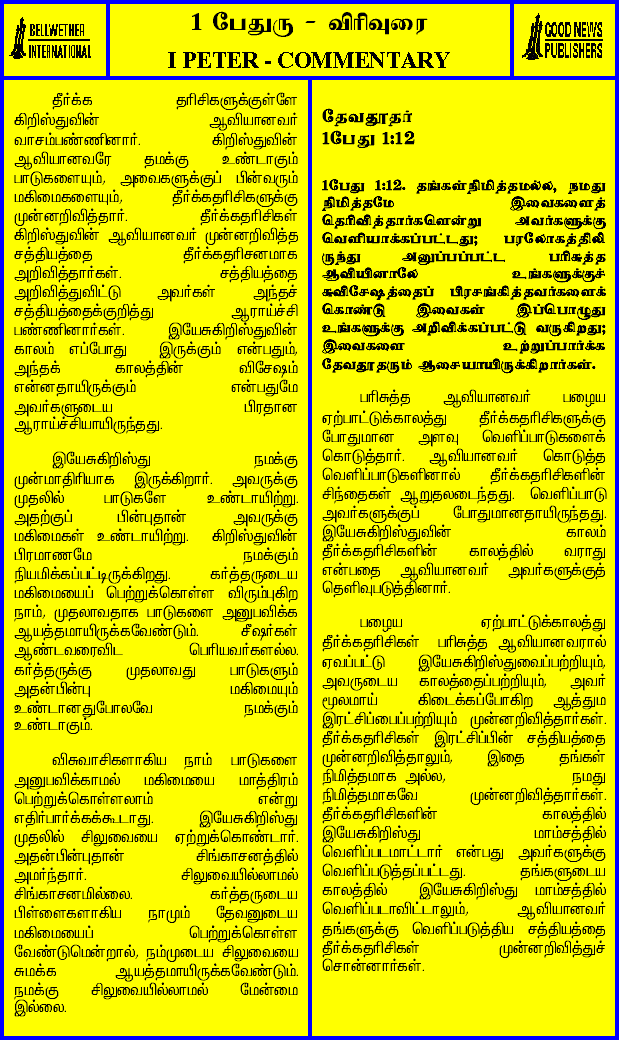 BELLWETHER
INTERNATIONAL
1 பேதுரு - விரிவுரை
I PETER - COMMENTARY
GOOD NEWS
PUBLISHERS
தீர்க்க தரிசிகளுக்குள்ளே
கிறிஸ்துவின் ஆவியானவர்
வாசம்பண்ணினார். கிறிஸ்துவின்
ஆவியானவரே தமக்கு உண்டாகும்
பாடுகளையும், அவைகளுக்குப் பின்வரும்
மகிமைகளையும், தீர்க்கதரிசிகளுக்கு
முன்னறிவித்தார். தீர்க்கதரிசிகள்
கிறிஸ்துவின் ஆவியானவர் முன்னறிவித்த
சத்தியத்தை தீர்க்கதரிசனமாக
அறிவித்தார்கள். சத்தியத்தை
அறிவித்துவிட்டு அவர்கள் அந்தச்
சத்தியத்தைக்குறித்து ஆராய்ச்சி
பண்ணினார்கள். இயேசுகிறிஸ்துவின்
காலம் எப்போது இருக்கும் என்பதும்,
அந்தக் காலத்தின் விசேஷம்
என்னதாயிருக்கும் என்பதுமே
அவர்களுடைய பிரதான
ஆராய்ச்சியாயிருந்தது.
இயேசுகிறிஸ்து நமக்கு
முன்மாதிரியாக இருக்கிறார். அவருக்கு
முதலில் பாடுகளே உண்டாயிற்று.
அதற்குப் பின்புதான் அவருக்கு
மகிமைகள் உண்டாயிற்று. கிறிஸ்துவின்
பிரமாணமே நமக்கும்
நியமிக்கப்பட்டிருக்கிறது. கர்த்தருடைய
மகிமையைப் பெற்றுக்கொள்ள விரும்புகிற
நாம், முதலாவதாக பாடுகளை அனுபவிக்க
ஆயத்தமாயிருக்கவேண்டும். சீஷர்கள்
ஆண்டவரைவிட பெரியவர்களல்ல.
கர்த்தருக்கு முதலாவது பாடுகளும்
அதன்பின்பு மகிமையும்
உண்டானதுபோலவே நமக்கும்
உண்டாகும்.
விசுவாசிகளாகிய நாம் பாடுகளை
அனுபவிக்காமல் மகிமையை மாத்திரம்
பெற்றுக்கொள்ளலாம் என்று
எதிர்பார்க்கக்கூடாது. இயேசுகிறிஸ்து
முதலில் சிலுவையை ஏற்றுக்கொண்டார்.
அதன்பின்புதான் சிங்காசனத்தில்
அமர்ந்தார். சிலுவையில்லாமல்
சிங்காசனமில்லை. கர்த்தருடைய
பிள்ளைகளாகிய நாமும் தேவனுடைய
மகிமையைப் பெற்றுக்கொள்ள
வேண்டுமென்றால், நம்முடைய சிலுவையை
சுமக்க ஆயத்தமாயிருக்கவேண்டும்.
நமக்கு சிலுவையில்லாமல் மேன்மை
இல்லை.
தேவதூதர்
1பேது 1:12
1பேது 1:12. தங்கள்நிமித்தமல்ல, நமது
நிமித்தமே இவைகளைத்
தெரிவித்தார்களென்று அவர்களுக்கு
வெளியாக்கப்பட்டது; பரலோகத்திலி
ருந்து அனுப்பப்பட்ட பரிசுத்த
ஆவியினாலே உங்களுக்குச்
சுவிசேஷத்தைப் பிரசங்கித்தவர்களைக்
கொண்டு இவைகள் இப்பொழுது
உங்களுக்கு அறிவிக்கப்பட்டு வருகிறது;
இவைகளை உற்றுப்பார்க்க
தேவதூதரும் ஆசையாயிருக்கிறார்கள்.
பரிசுத்த ஆவியானவர் பழைய
ஏற்பாட்டுக்காலத்து தீர்க்கதரிசிகளுக்கு
போதுமான அளவு வெளிப்பாடுகளைக்
கொடுத்தார். ஆவியானவர் கொடுத்த
வெளிப்பாடுகளினால் தீர்க்கதரிசிகளின்
சிந்தைகள் ஆறுதலடைந்தது. வெளிப்பாடு
அவர்களுக்குப் போதுமானதாயிருந்தது.
இயேசுகிறிஸ்துவின் காலம்
தீர்க்கதரிசிகளின் காலத்தில் வராது
என்பதை ஆவியானவர் அவர்களுக்குத்
தெளிவுபடுத்தினார்.
பழைய ஏற்பாட்டுக்காலத்து
தீர்க்கதரிசிகள் பரிசுத்த ஆவியானவரால்
ஏவப்பட்டு இயேசுகிறிஸ்துவைப்பற்றியும்,
அவருடைய காலத்தைப்பற்றியும், அவர்
மூலமாய் கிடைக்கப்போகிற ஆத்தும
இரட்சிப்பைப்பற்றியும் முன்னறிவித்தார்கள்.
தீர்க்கதரிசிகள் இரட்சிப்பின் சத்தியத்தை
முன்னறிவித்தாலும், இதை தங்கள்
நிமித்தமாக அல்ல, நமது
நிமித்தமாகவே முன்னறிவித்தார்கள்.
தீர்க்கதரிசிகளின் காலத்தில்
இயேசுகிறிஸ்து மாம்சத்தில்
வெளிப்படமாட்டார் என்பது அவர்களுக்கு
வெளிப்படுத்தப்பட்டது. தங்களுடைய
காலத்தில் இயேசுகிறிஸ்து மாம்சத்தில்
வெளிப்படாவிட்டாலும், ஆவியானவர்
தங்களுக்கு வெளிப்படுத்திய சத்தியத்தை
தீர்க்கதரிசிகள் முன்னறிவித்துச்
சொன்னார்கள்.